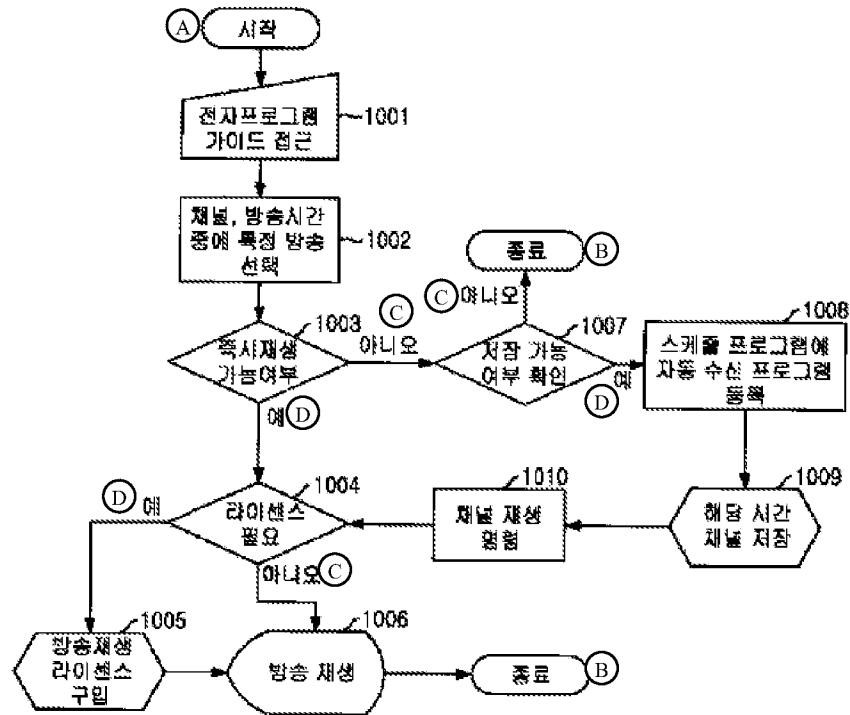 A 시작
전자프로그램
가이드 접근
1001
채널, 방송시간
중에 특정 방송
선택
1002
종료 B
C 아니오
1003
즉시재생
가능여부
C
아니오
1007
저장 가능
여부 확인
예
D
1008
스케줄 프로그램에
자동 수신 프로그램
등록
예 D
D 예
1004
라이센스
필요
1010
채널 재생
명령
1009
해당 시간
채널 저장
아니오 C
1005
방송재생
라이센스
구입
1006
방송 재생
종료 B